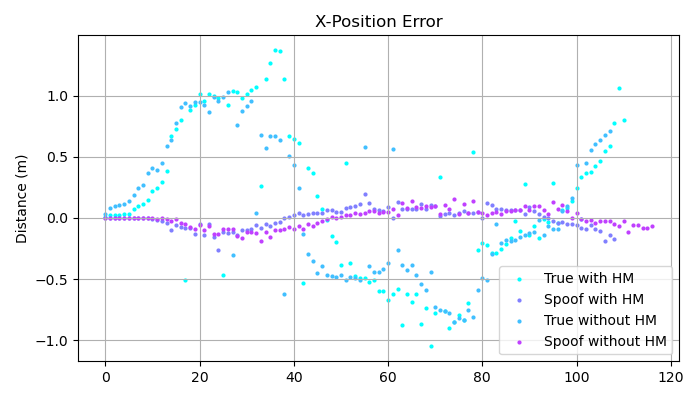 X-Position Error
Distance (m)
1.0
0.5
0.0
−0.5
−1.0
0 20 40 60 80 100 120
True with HM
Spoof with HM
True without HM
Spoof without HM